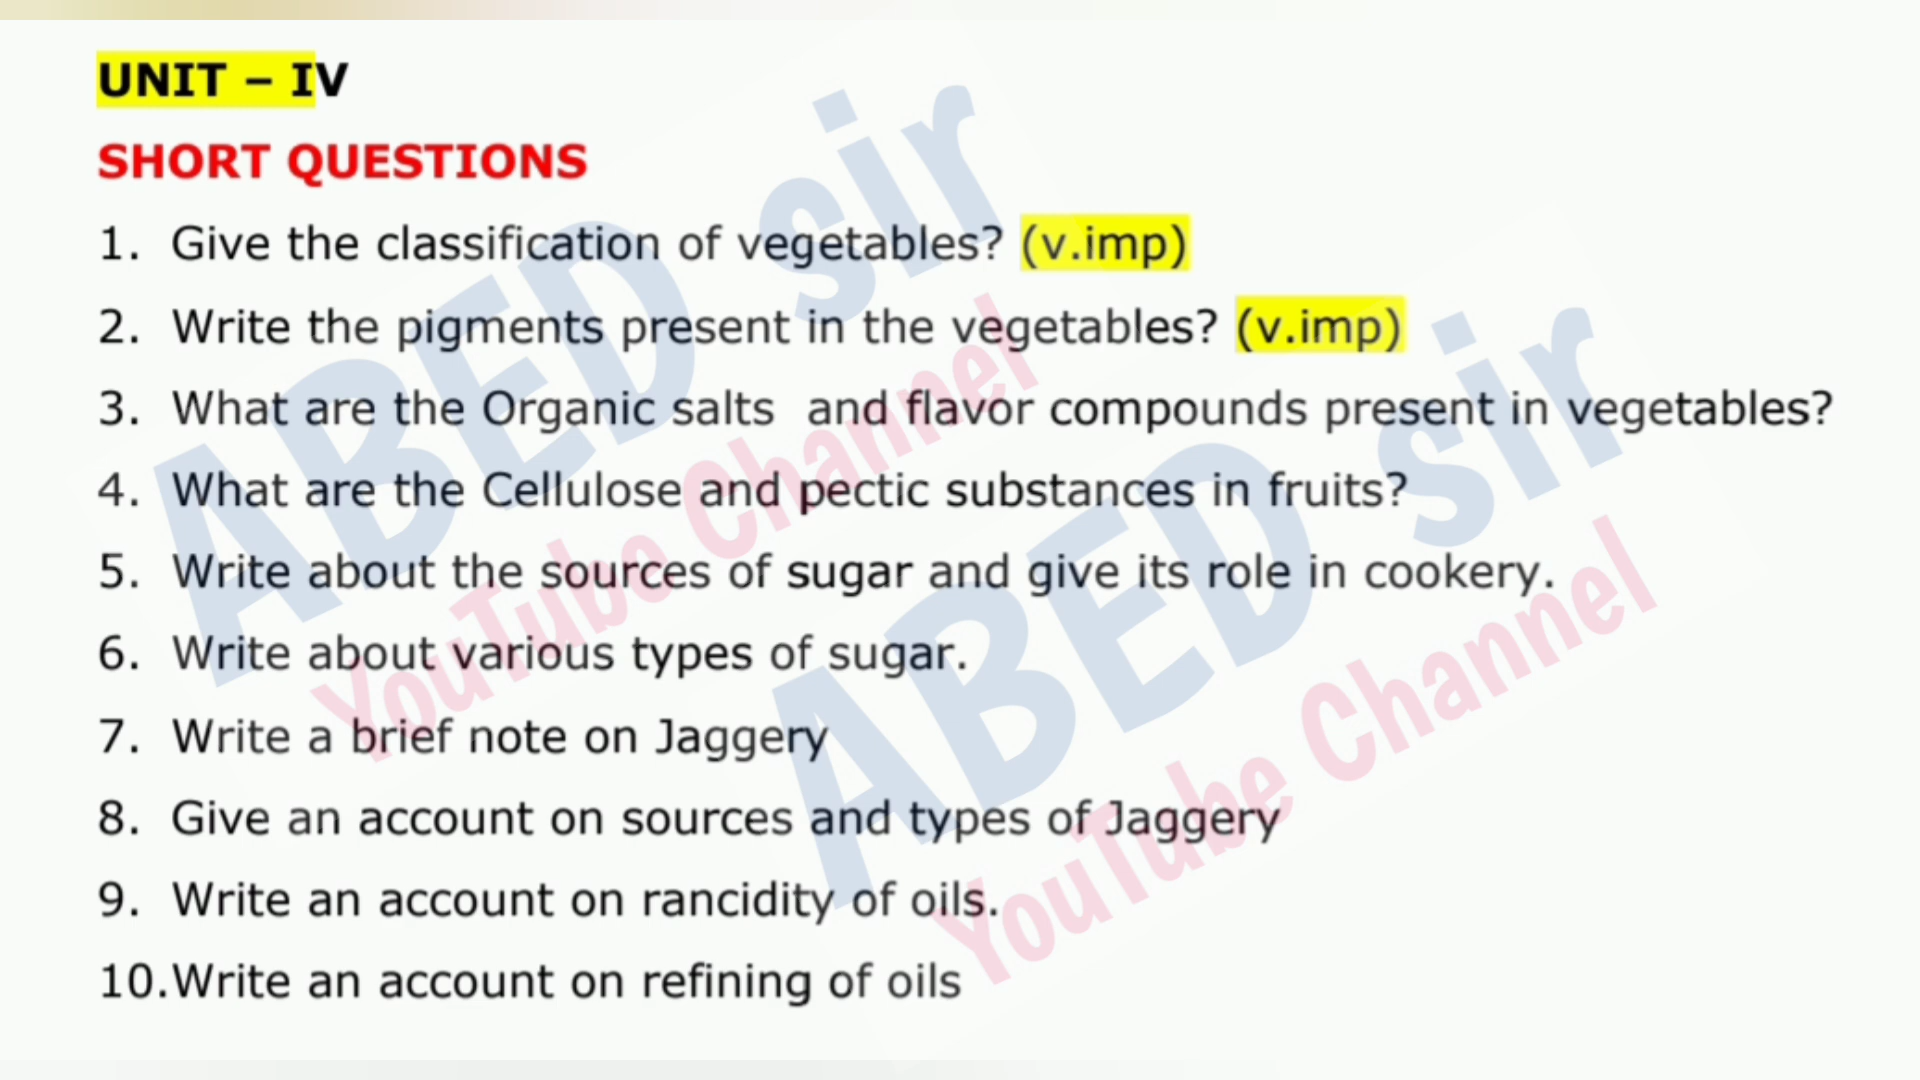 UNIT – IV
SHORT QUESTIONS
1. Give the classification of vegetables? (v.imp)
2. Write the pigments present in the vegetables? (v.imp)
3. What are the Organic salts and flavor compounds present in vegetables?
4. What are the Cellulose and pectic substances in fruits?
5. Write about the sources of sugar and give its role in cookery.
6. Write about various types of sugar.
7. Write a brief note on Jaggery
8. Give an account on sources and types of Jaggery
9. Write an account on rancidity of oils.
10.Write an account on refining of oils
ABED sir
YouTube Channel
ABED sir
YouTube Channel